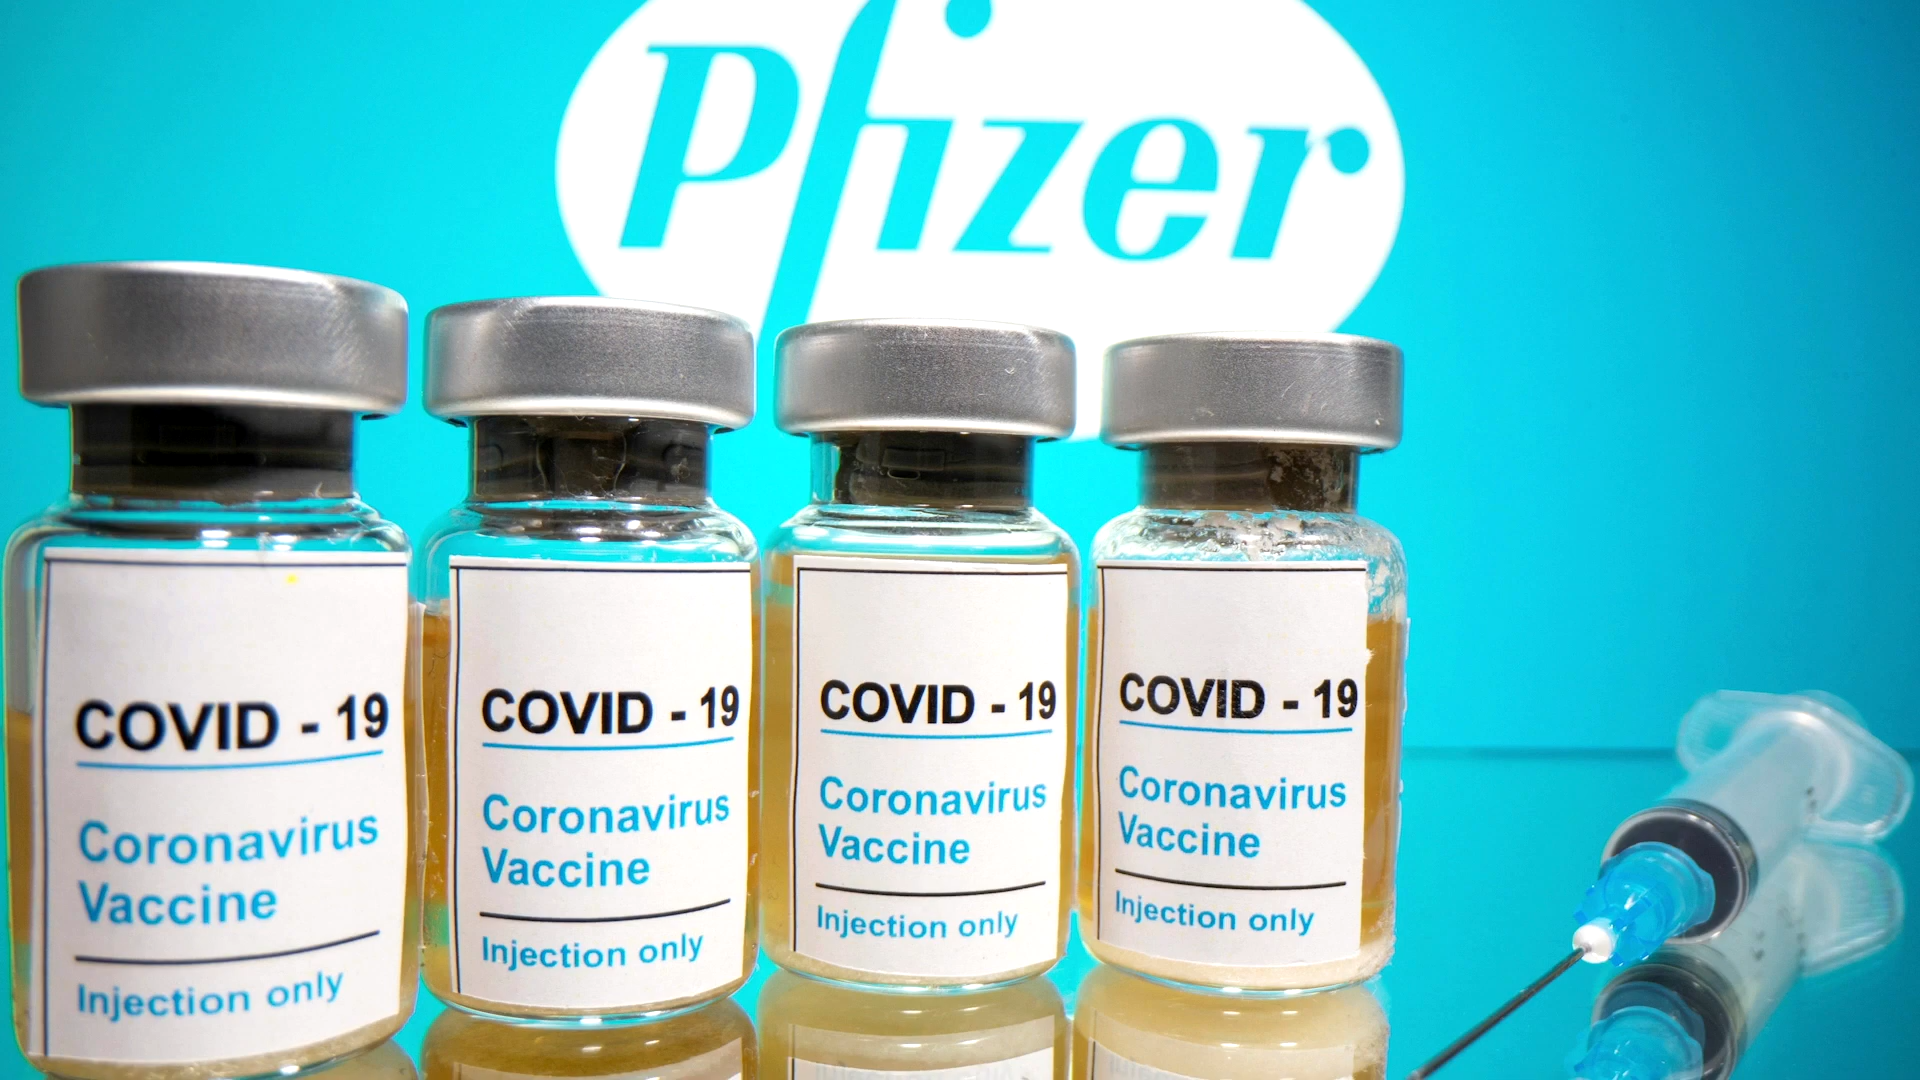 Pfizer
COVID - 19
Coronavirus
Vaccine
Injection only
COVID - 19
Coronavirus
Vaccine
Injection only
COVID - 19
Coronavirus
Vaccine
Injection only
COVID - 19
Coronavirus
Vaccine
Injection only